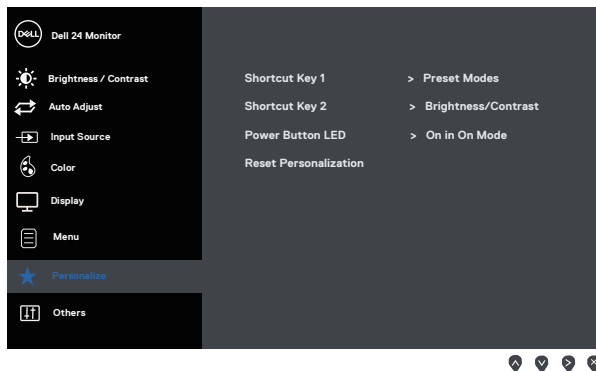 DELL Dell 24 Monitor
Brightness / Contrast
Auto Adjust
Input Source
Color
Display
Menu
Personalize
Others
Shortcut Key 1 > Preset Modes
Shortcut Key 2 > Brightness/Contrast
Power Button LED > On in On Mode
Reset Personalization